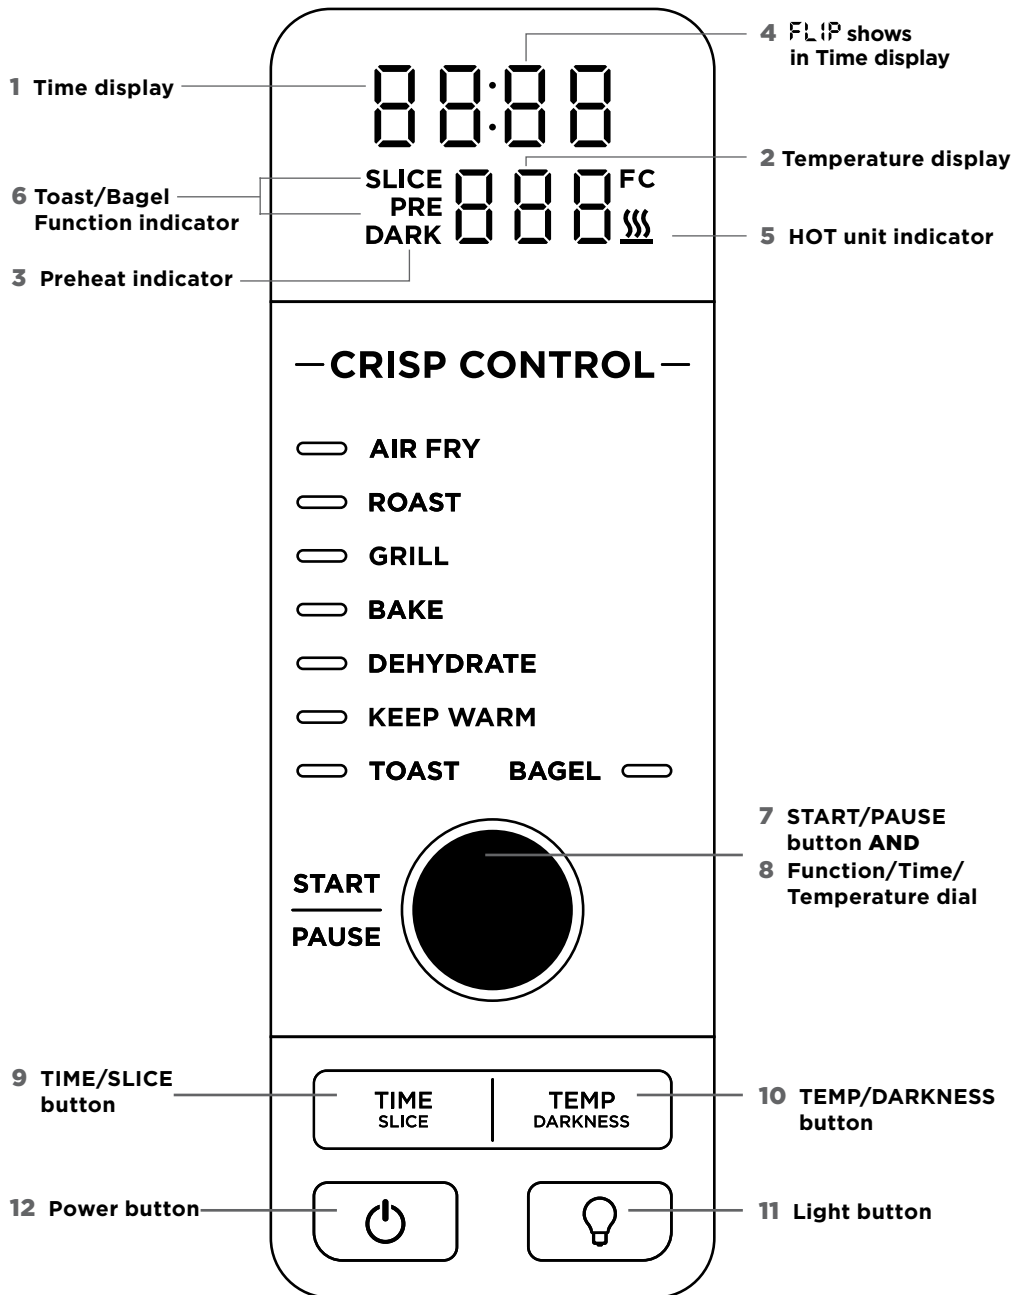 4 FLIP shows
in Time display
88:88
1 Time display
2 Temperature display
SLICE 888 F C
6 Toast/Bagel
Function indicator
PRE
DARK
5 HOT unit indicator
3 Preheat indicator
CRISP CONTROL
AIR FRY
ROAST
GRILL
BAKE
DEHYDRATE
KEEP WARM
TOAST BAGEL
7 START/PAUSE
button AND
8 Function/Time/
Temperature dial
START
PAUSE
9 TIME/SLICE
button
TIME
SLICE
TEMP
DARKNESS
10 TEMP/DARKNESS
button
12 Power button
11 Light button